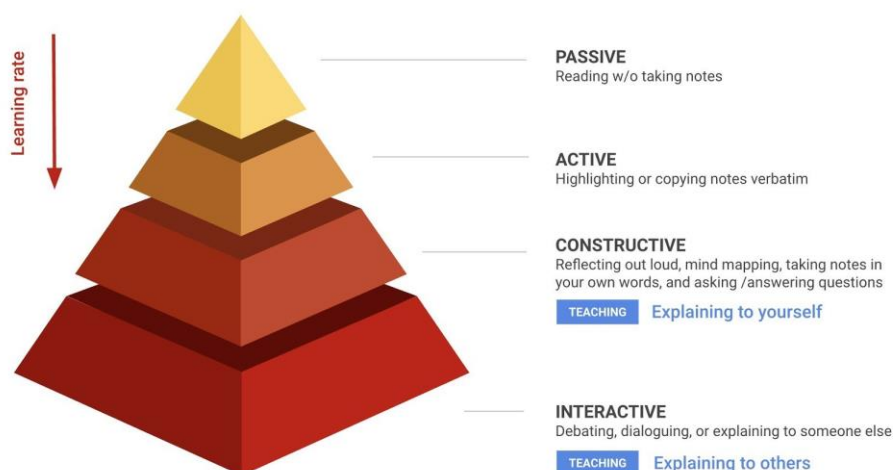 Learning rate
PASSIVE
Reading w/o taking notes
ACTIVE
Highlighting or copying notes verbatim
CONSTRUCTIVE
Reflecting out loud, mind mapping, taking notes in
your own words, and asking /answering questions
TEACHING Explaining to yourself
INTERACTIVE
Debating, dialoguing, or explaining to someone else
TEACHING Explaining to others